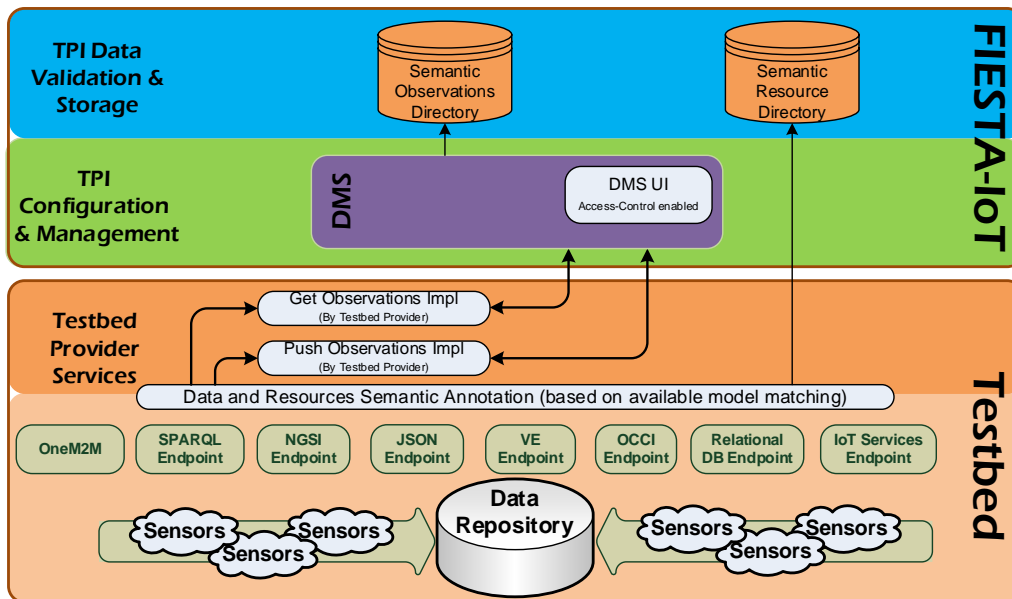 TPI Data
Validation &
Storage
Semantic
Observations
Directory
Semantic
Resource
Directory
FIESTA-IoT
TPI
Configuration
& Management
DMS
DMS UI
Access-Control enabled
Testbed
Provider
Services
Get Observations Impl
(By Testbed Provider)
Push Observations Impl
(By Testbed Provider)
Data and Resources Semantic Annotation (based on available model matching)
Testbed
OneM2M
SPARQL
Endpoint
NGSI
Endpoint
JSON
Endpoint
VE
Endpoint
OCCI
Endpoint
Relational
DB Endpoint
IoT Services
Endpoint
Sensors
Sensors
Sensors
Data
Repository
Sensors
Sensors
Sensors